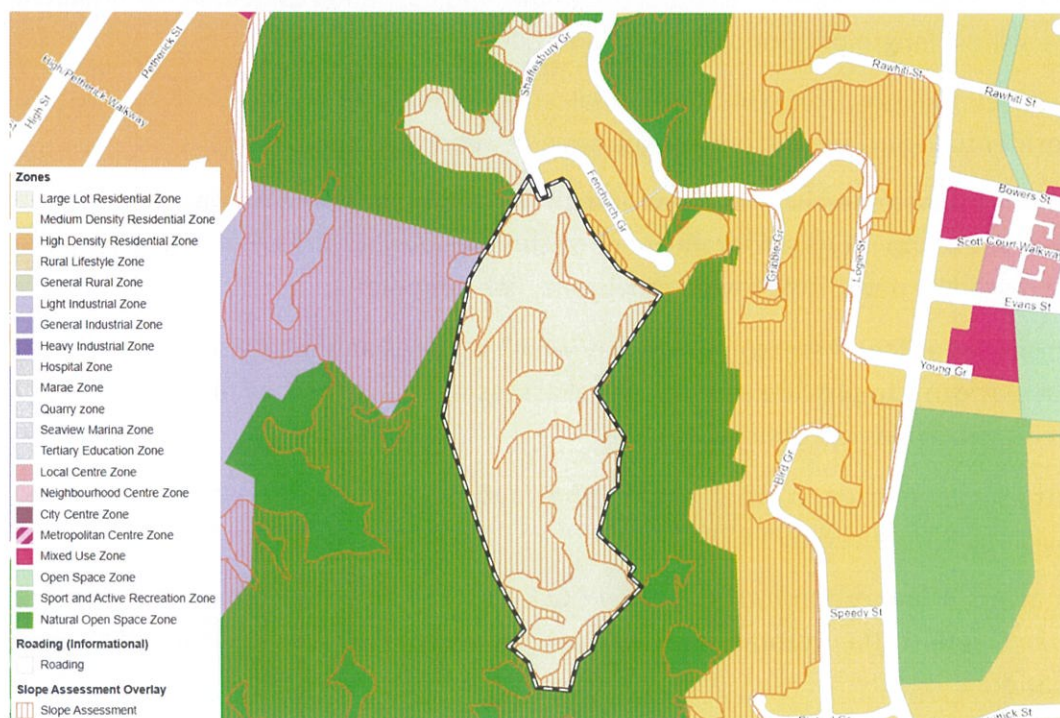 High St
High Petherick Walkway
Petherick St
Shaftesbury Gr
Fenchurch Gr
Rawhiti St
Rawhiti St
Bowers St
Scott Court Walkway
Evans St
Logie St
Young Gr
Bird Gr
Speedy St
Zones
Large Lot Residential Zone
Medium Density Residential Zone
High Density Residential Zone
Rural Lifestyle Zone
General Rural Zone
Light Industrial Zone
General Industrial Zone
Heavy Industrial Zone
Hospital Zone
Marae Zone
Quarry zone
Seaview Marina Zone
Tertiary Education Zone
Local Centre Zone
Neighbourhood Centre Zone
City Centre Zone
Metropolitan Centre Zone
Mixed Use Zone
Open Space Zone
Sport and Active Recreation Zone
Natural Open Space Zone
Roading (Informational)
Roading
Slope Assessment Overlay
Slope Assessment